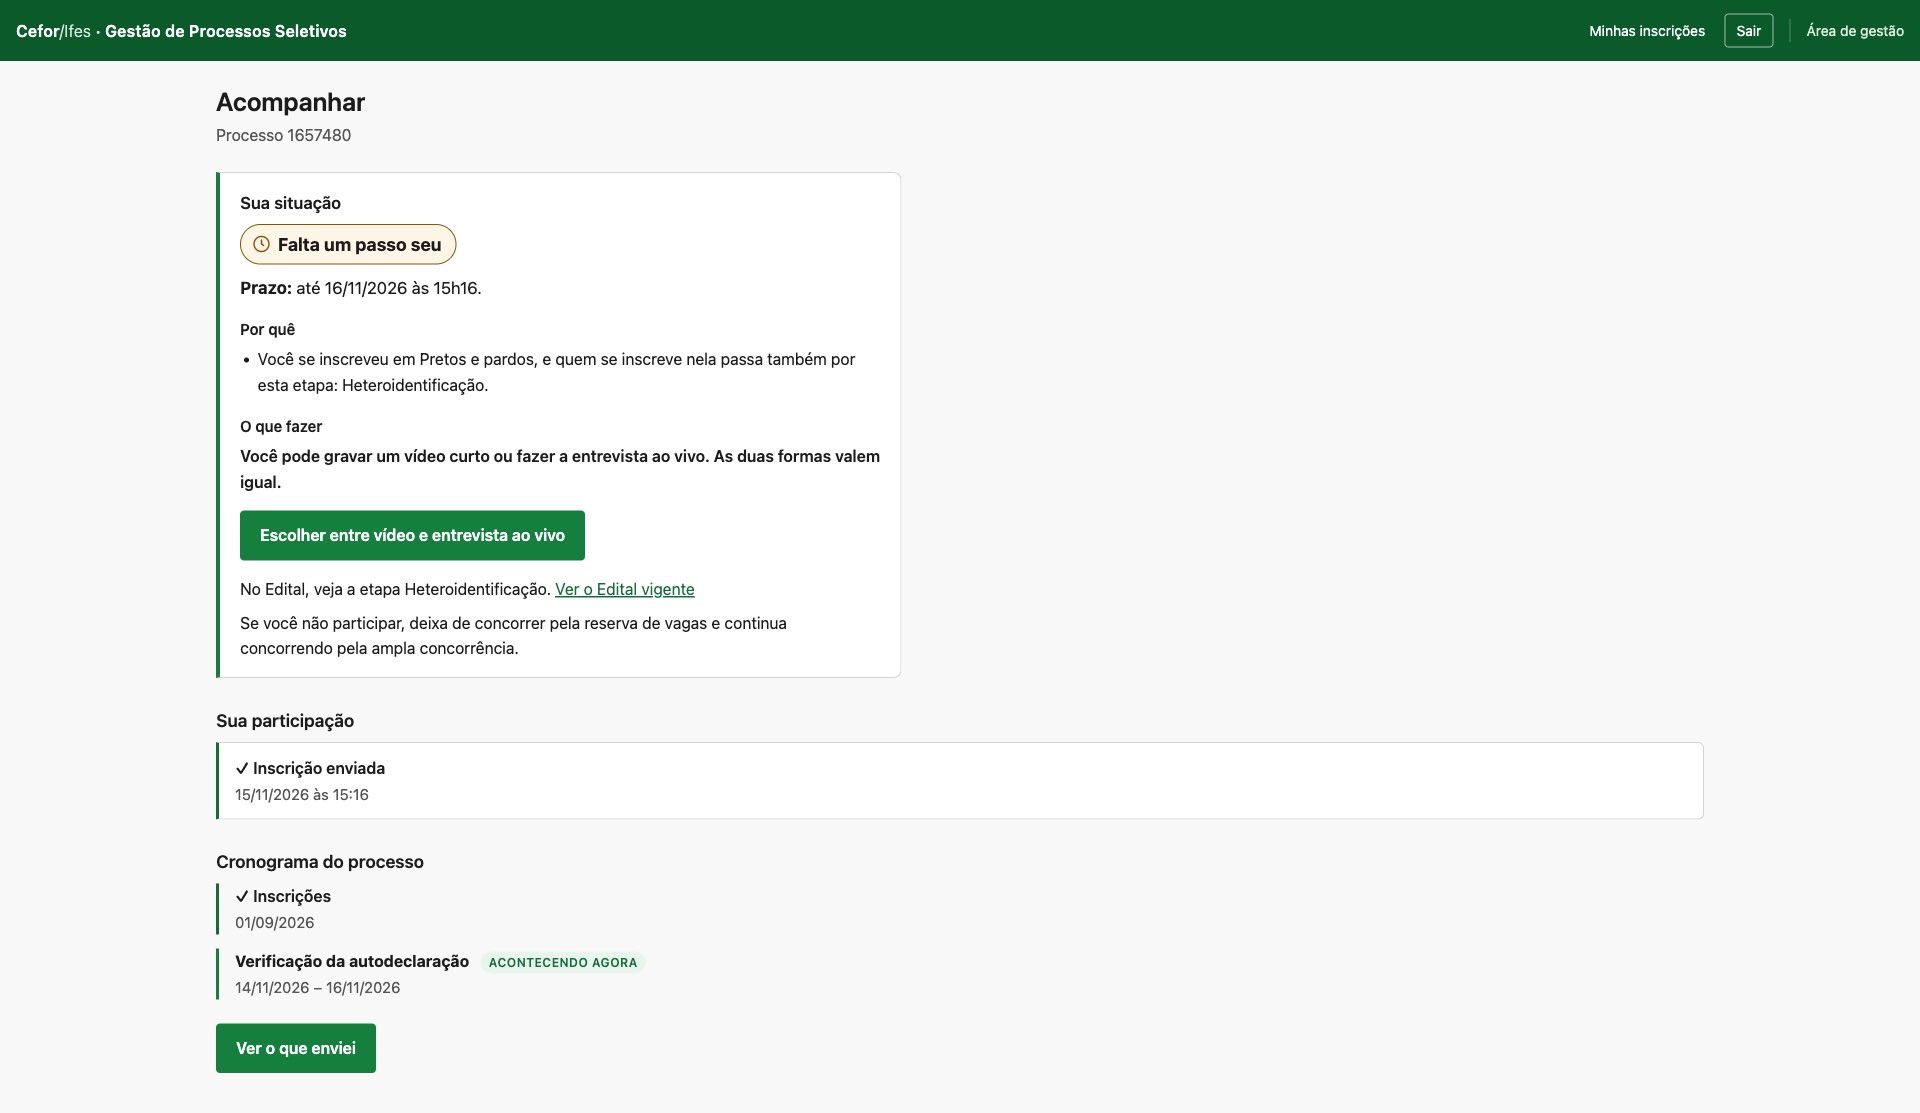 Cefor/Ifes · Gestão de Processos Seletivos
Minhas inscrições
Sair
Área de gestão
Acompanhar
Processo 1657480
Sua situação
Falta um passo seu
Prazo: até 16/11/2026 às 15h16.
Por quê
• Você se inscreveu em Pretos e pardos, e quem se inscreve nela passa também por
esta etapa: Heteroidentificação.
O que fazer
Você pode gravar um vídeo curto ou fazer a entrevista ao vivo. As duas formas valem
igual.
Escolher entre vídeo e entrevista ao vivo
No Edital, veja a etapa Heteroidentificação. Ver o Edital vigente
Se você não participar, deixa de concorrer pela reserva de vagas e continua
concorrendo pela ampla concorrência.
Sua participação
✓ Inscrição enviada
15/11/2026 às 15:16
Cronograma do processo
✓ Inscrições
01/09/2026
Verificação da autodeclaração ACONTECENDO AGORA
14/11/2026 – 16/11/2026
Ver o que enviei